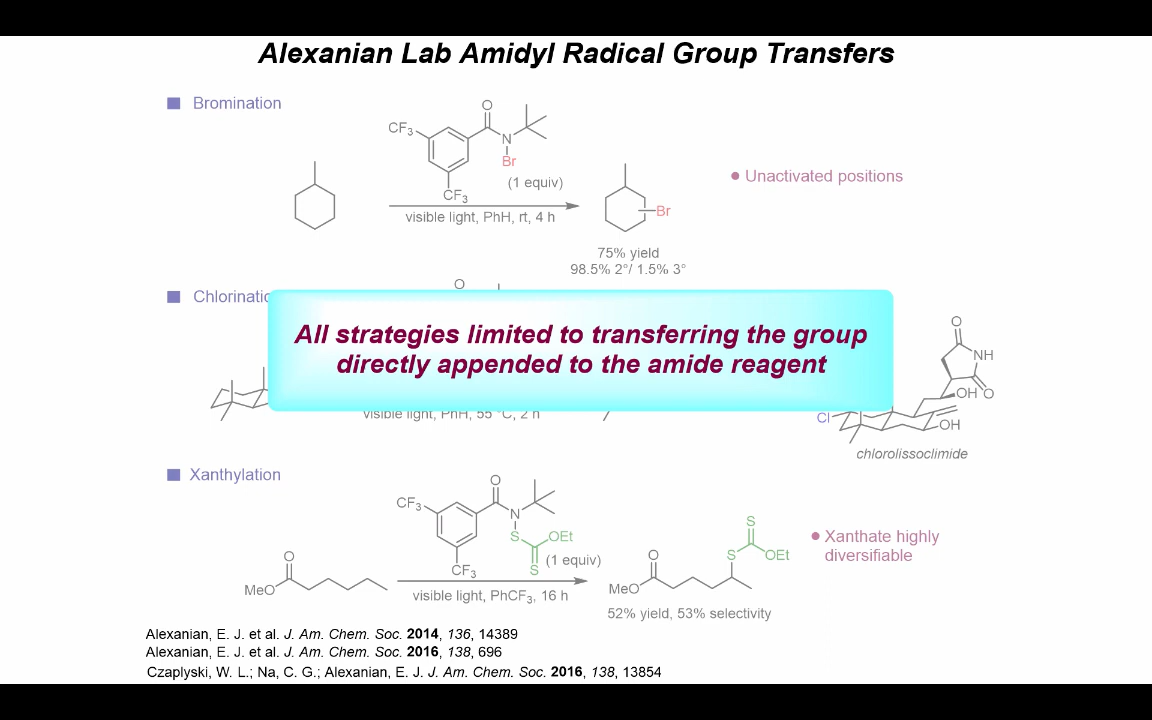 Alexanian Lab Amidyl Radical Group Transfers
■ Bromination
O
CF3
N
Br
CF3
(1 equiv)
visible light, PhH, rt, 4 h
Br
75% yield
98.5% 2°/ 1.5% 3°
● Unactivated positions
■ Chlorinatio
O
All strategies limited to transferring the group
directly appended to the amide reagent
visible light, PhH, 55 °C, 2 h
O
NH
O
OH
Cl
OH
chlorolissoclimide
■ Xanthylation
O
CF3
N
S
OEt
S
CF3
(1 equiv)
O
MeO
visible light, PhCF3, 16 h
S
S
OEt
O
MeO
52% yield, 53% selectivity
● Xanthate highly
diversifiable
Alexanian, E. J. et al. J. Am. Chem. Soc. 2014, 136, 14389
Alexanian, E. J. et al. J. Am. Chem. Soc. 2016, 138, 696
Czaplyski, W. L.; Na, C. G.; Alexanian, E. J. J. Am. Chem. Soc. 2016, 138, 13854